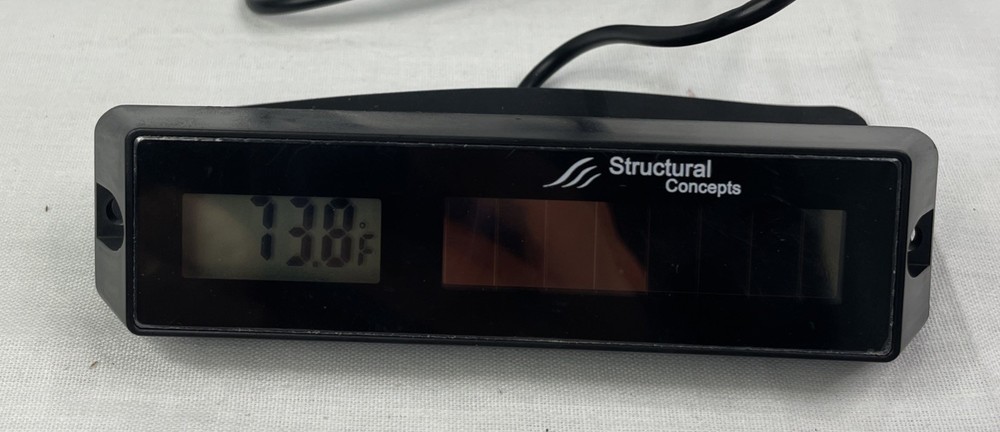 Structural
Concepts
73.8°F